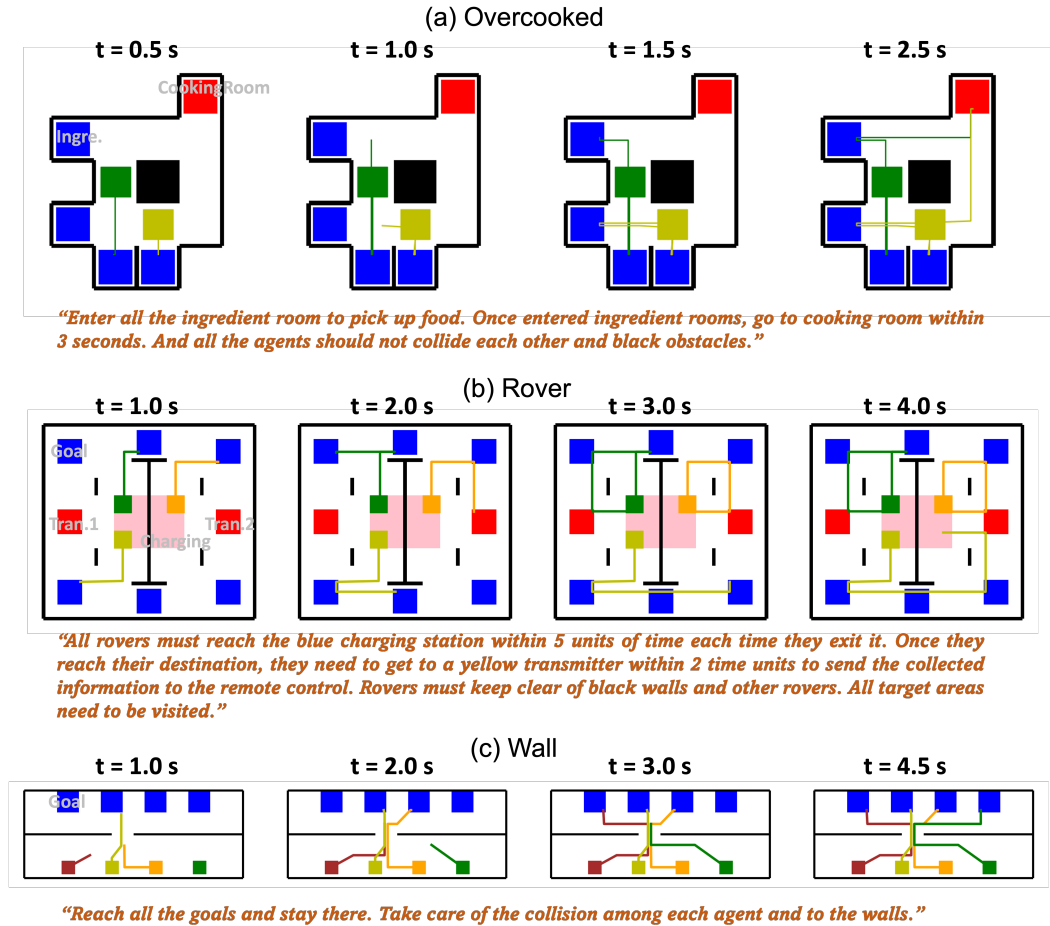 (a) Overcooked
t = 0.5 s t = 1.0 s t = 1.5 s t = 2.5 s
CookingRoom
Ingre.
“Enter all the ingredient room to pick up food. Once entered ingredient rooms, go to cooking room within
3 seconds. And all the agents should not collide each other and black obstacles.”
(b) Rover
t = 1.0 s t = 2.0 s t = 3.0 s t = 4.0 s
Goal
Tran.1 Tran.2
Charging
“All rovers must reach the blue charging station within 5 units of time each time they exit it. Once they
reach their destination, they need to get to a yellow transmitter within 2 time units to send the collected
information to the remote control. Rovers must keep clear of black walls and other rovers. All target areas
need to be visited.”
(c) Wall
t = 1.0 s t = 2.0 s t = 3.0 s t = 4.5 s
Goal
“Reach all the goals and stay there. Take care of the collision among each agent and to the walls.”